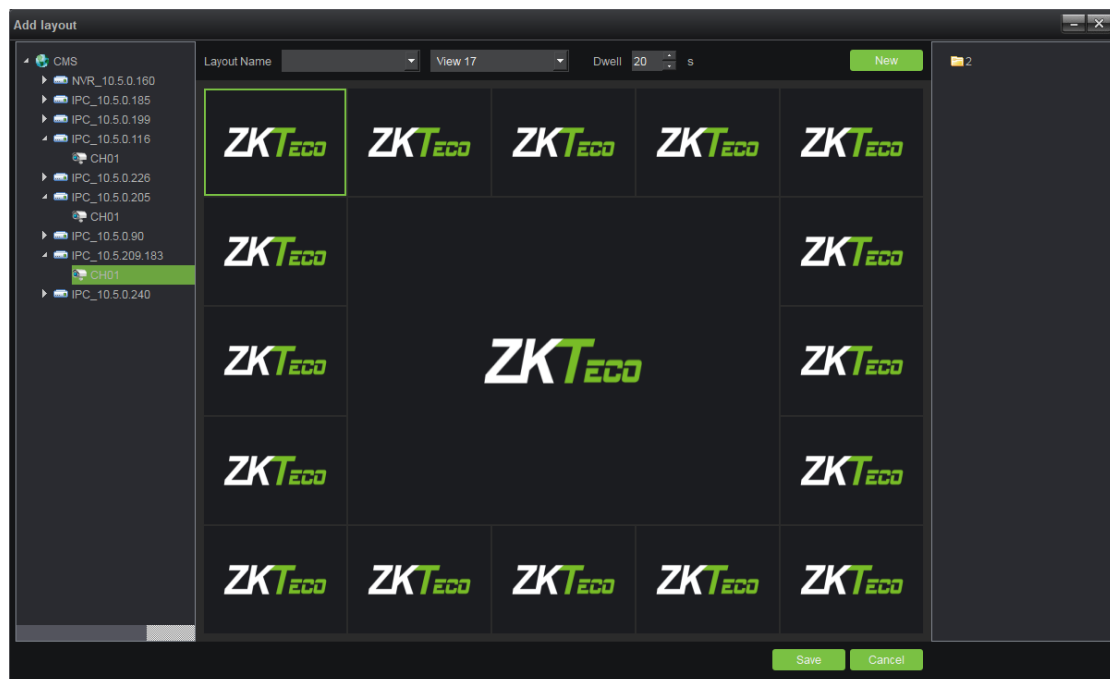 Add layout
CMS
NVR_10.5.0.160
IPC_10.5.0.185
IPC_10.5.0.199
IPC_10.5.0.116
CH01
IPC_10.5.0.226
IPC_10.5.0.205
CH01
IPC_10.5.0.90
IPC_10.5.209.183
CH01
IPC_10.5.0.240
Layout Name View 17 Dwell 20 s New
ZKTECO ZKTECO ZKTECO ZKTECO ZKTECO
ZKTECO ZKTECO
ZKTECO ZKTECO ZKTECO
ZKTECO ZKTECO
ZKTECO ZKTECO ZKTECO ZKTECO ZKTECO
2
Save Cancel